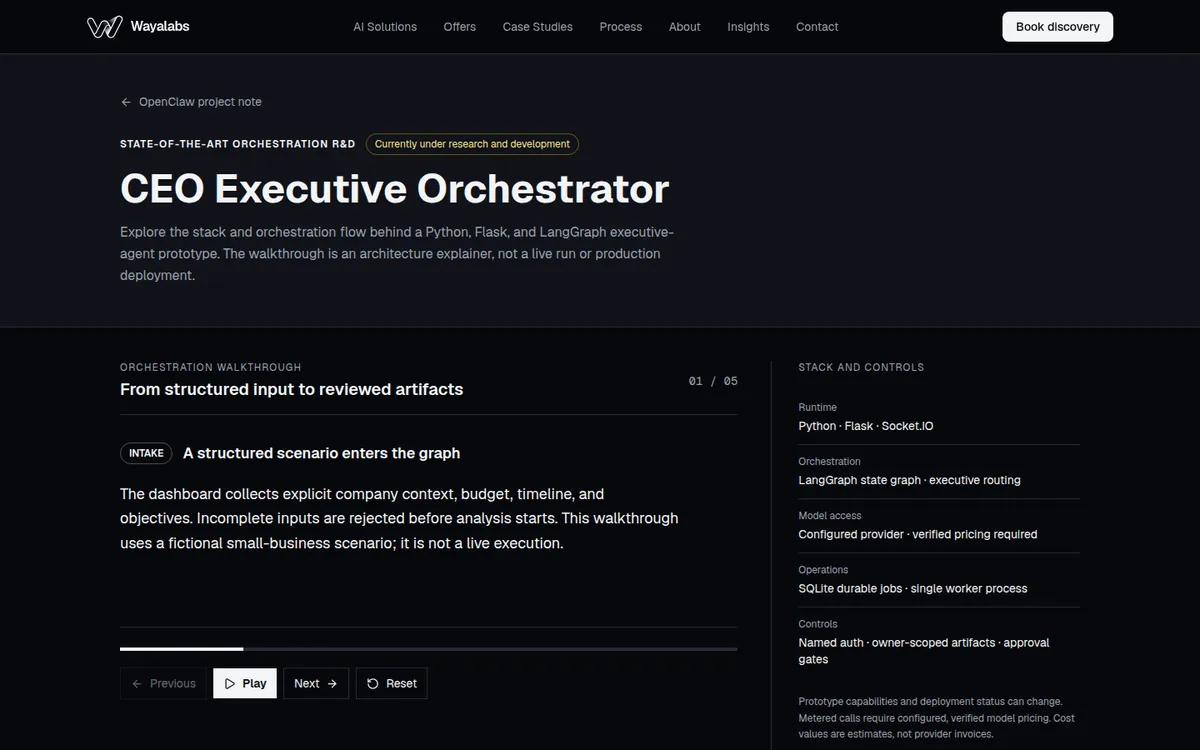 Wayalabs
AI Solutions
Offers
Case Studies
Process
About
Insights
Contact
Book discovery
← OpenClaw project note
STATE-OF-THE-ART ORCHESTRATION R&D
Currently under research and development
CEO Executive Orchestrator
Explore the stack and orchestration flow behind a Python, Flask, and LangGraph executive-
agent prototype. The walkthrough is an architecture explainer, not a live run or production
deployment.
ORCHESTRATION WALKTHROUGH
From structured input to reviewed artifacts
01 / 05
INTAKE
A structured scenario enters the graph
The dashboard collects explicit company context, budget, timeline, and
objectives. Incomplete inputs are rejected before analysis starts. This walkthrough
uses a fictional small-business scenario; it is not a live execution.
← Previous
Play
Next →
Reset
STACK AND CONTROLS
Runtime
Python · Flask · Socket.IO
Orchestration
LangGraph state graph · executive routing
Model access
Configured provider · verified pricing required
Operations
SQLite durable jobs · single worker process
Controls
Named auth · owner-scoped artifacts · approval
gates
Prototype capabilities and deployment status can change.
Metered calls require configured, verified model pricing. Cost
values are estimates, not provider invoices.